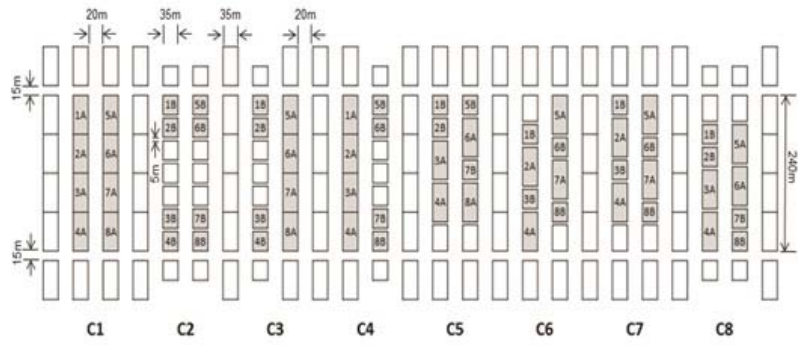 20m 35m 35m 20m
15m
1A 5A 1B 5B 1B 5A 1A 5B 1B 5B 5A 1B 5A
2B 6B 2B 6B 2B 6A 1B 1B 5A
2A 6A 5m 6A 2A 3A 2A 6B 2A 6B 2B
7B 3B 7A 3B 7A 3A 6A
240m
3A 7A 3B 7B 3B 7A 3A 7B 4A 8A 3B 8B 4A 8B 7B
4A 8A 4B 8B 4B 8A 4A 8B 4A 4A 8B
15m
C1 C2 C3 C4 C5 C6 C7 C8